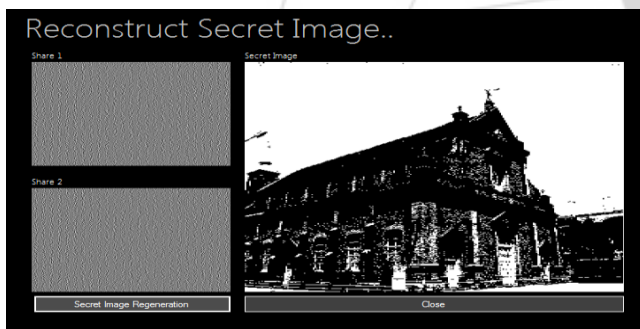 Reconstruct Secret Image..
Share 1
Secret Image
Share 2
Secret Image Regeneration
Close